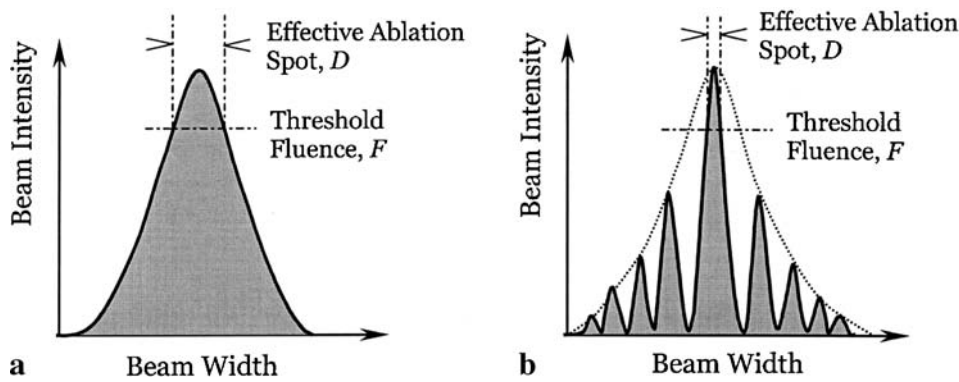 Effective Ablation
Spot, D
Threshold
Fluence, F
Beam Intensity
Beam Width
a
Effective Ablation
Spot, D
Threshold
Fluence, F
Beam Intensity
Beam Width
b